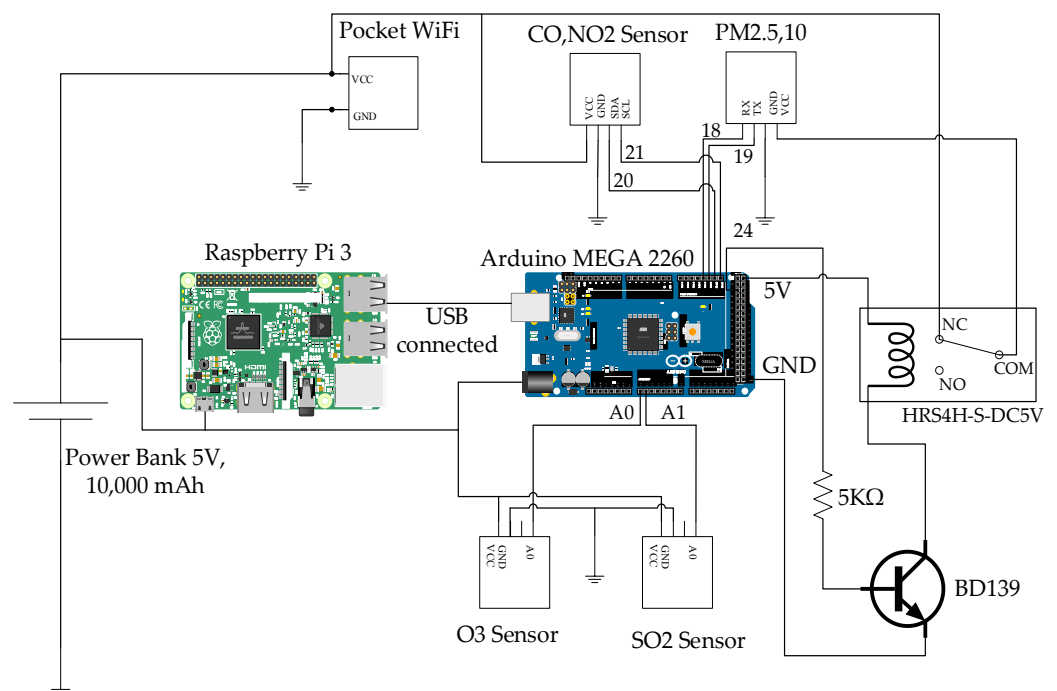 Pocket WiFi
VCC
GND
CO,NO2 Sensor
VCC
GND
SDA
SCL
PM2.5,10
RX
TX
GND
VCC
18
19
21
20
24
Raspberry Pi 3
HDMI
USB
connected
Arduino MEGA 2260
MEGA
5V
GND
NC
COM
NO
HRS4H-S-DC5V
A0
A1
Power Bank 5V,
10,000 mAh
5KΩ
VCC
GND
A0
O3 Sensor
VCC
GND
A0
SO2 Sensor
BD139